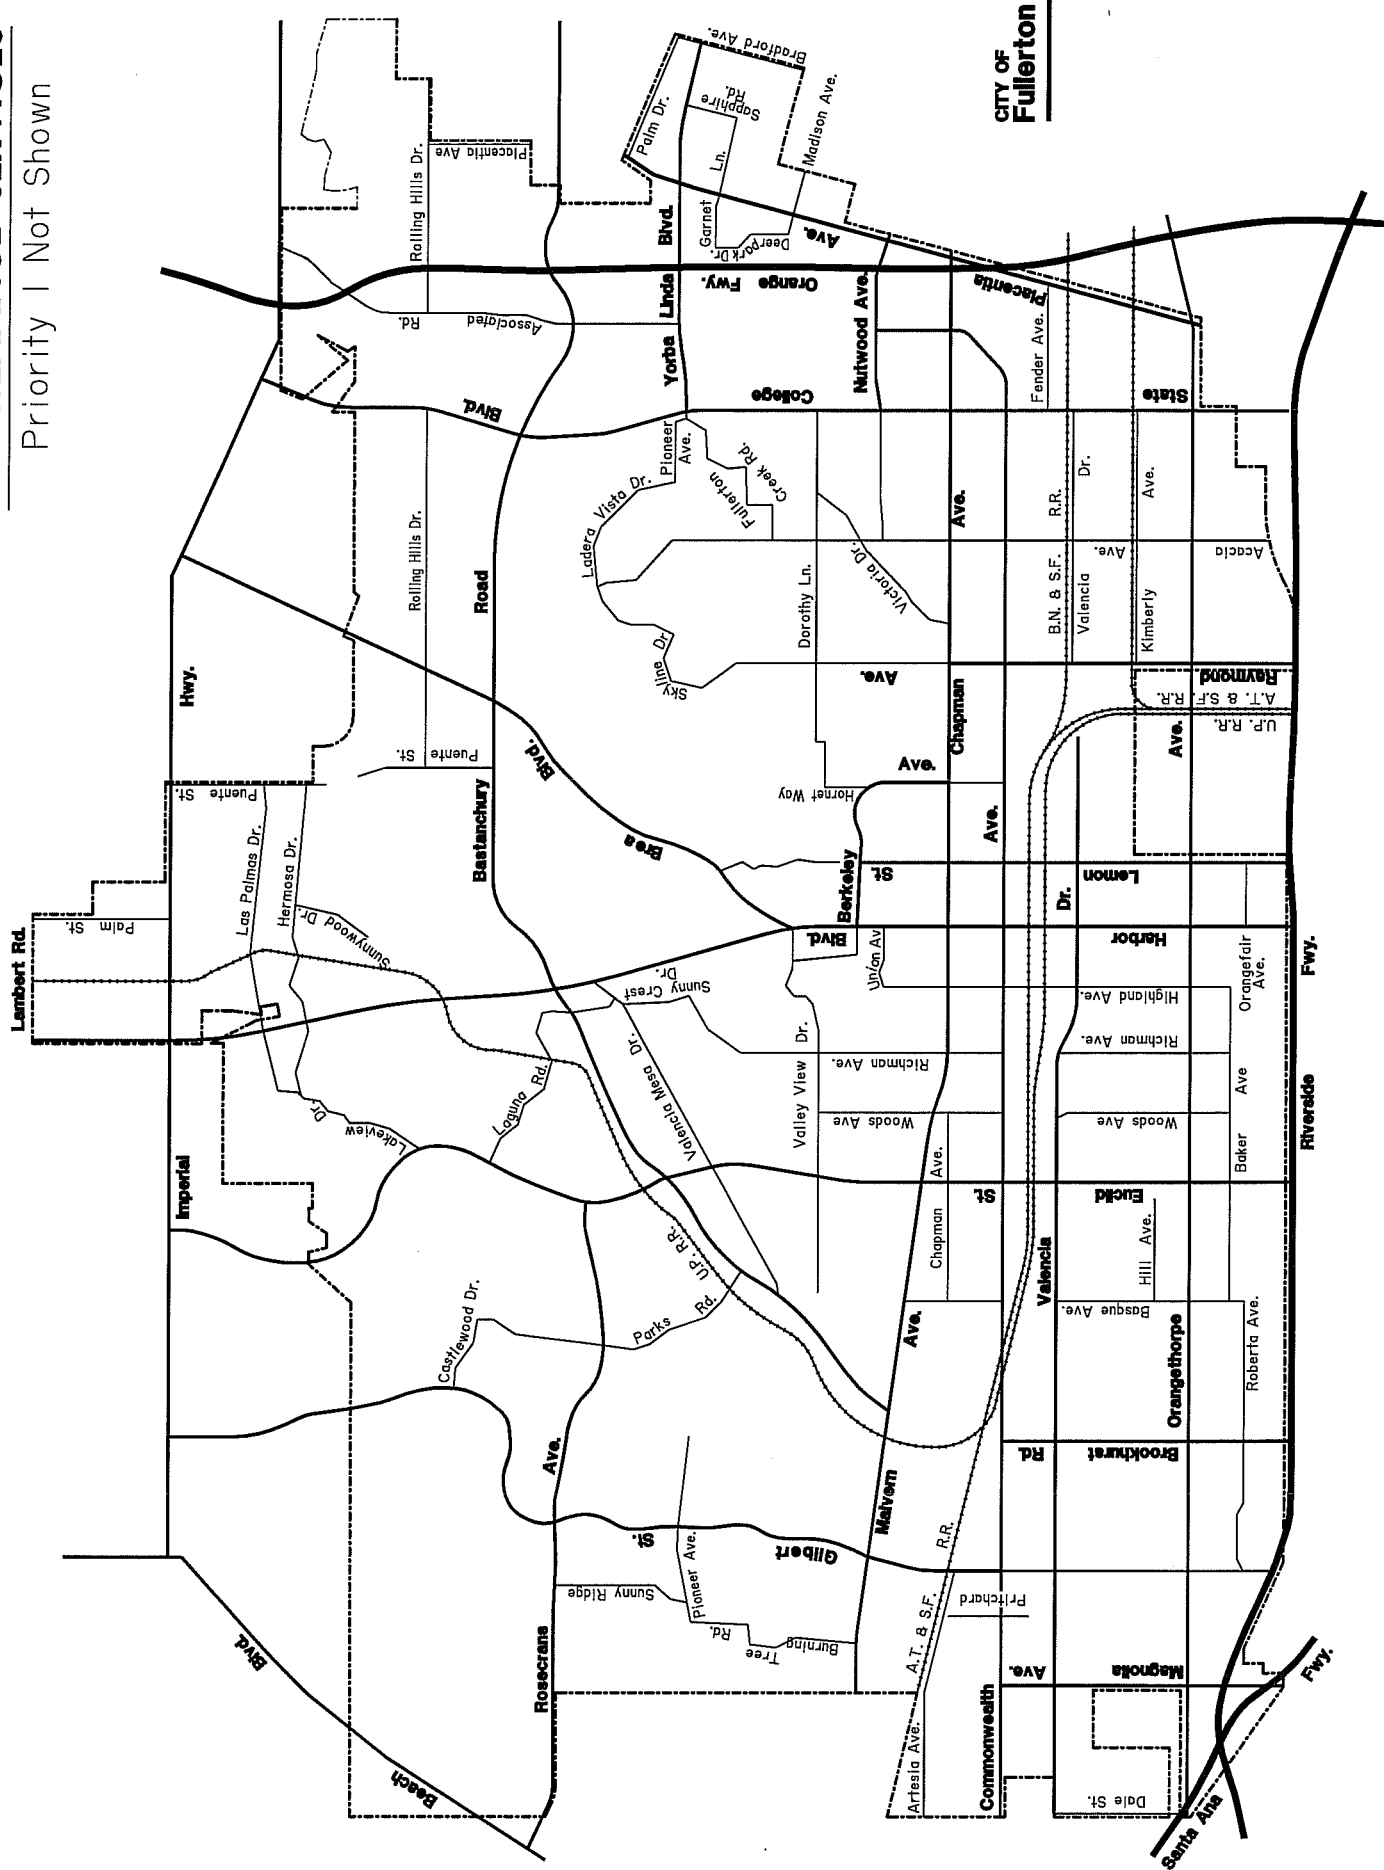 Priority I Not Shown
CITY OF
Fullerton
Lambert Rd.
Palm St.
Imperial Hwy.
Puente St.
Las Palmas Dr.
Hermosa Dr.
Sunnywood Dr.
Lakeview Dr.
Laguna Rd.
Castlewood Dr.
Parks Rd.
U.P. R.R.
Valencia Mesa Dr.
Sunny Crest Dr.
Bastanchury Road
Puente St.
Rolling Hills Dr.
Rolling Hills Dr.
Placentia Ave
Associated Rd.
Brea Blvd.
Skyline Dr
Ladera Vista Dr.
Pioneer Ave.
Fullerton Creek Rd.
State College Blvd.
Yorba Linda Blvd.
Palm Dr.
Bradford Ave.
Sapphire Rd.
Garnet Ln.
Deerpark Dr.
Madison Ave.
Orange Fwy.
Placentia Ave.
Nutwood Ave.
Fender Ave.
Dorothy Ln.
Victoria Dr.
Acacia Ave.
B.N. & S.F. R.R.
Valencia Dr.
Kimberly Ave.
Raymond Ave.
A.T. & S.F. R.R.
U.P. R.R.
Chapman Ave.
Hornet Way
Berkeley Ave.
Lemon St.
Harbor Blvd.
Union Av
Highland Ave.
Richman Ave.
Richman Ave.
Valley View Dr.
Woods Ave
Woods Ave
Orangefair Ave.
Baker Ave
Euclid St.
Chapman Ave.
Hill Ave.
Basque Ave.
Roberta Ave.
Valencia Dr.
Orangethorpe Ave.
Brookhurst Rd.
Malvern Ave.
Gilbert St.
Rosecrans Ave.
Sunny Ridge
Pioneer Ave.
Burning Tree Rd.
Beach Blvd.
A.T. & S.F. R.R.
Pritchard
Artesia Ave.
Commonwealth Ave.
Magnolia Ave.
Dale St.
Santa Ana Fwy.
Riverside Fwy.